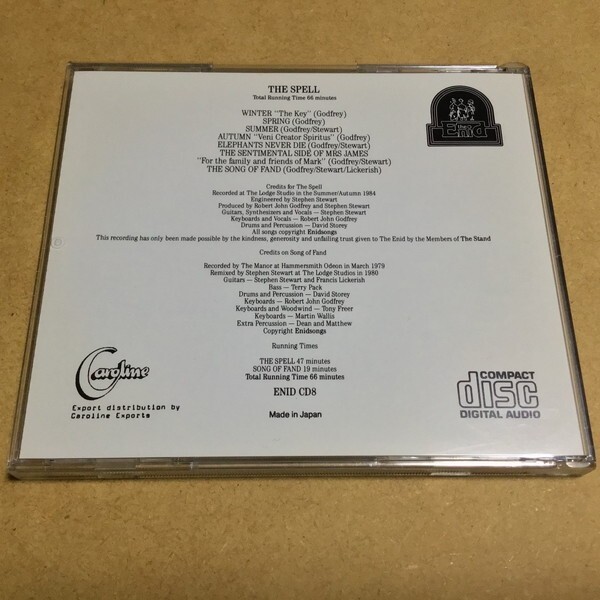 THE SPELL
Total Running Time 66 minutes
WINTER "The Key" (Godfrey)
SPRING (Godfrey)
SUMMER (Godfrey/Stewart)
AUTUMN "Veni Creator Spiritus" (Godfrey)
ELEPHANTS NEVER DIE (Godfrey/Stewart)
THE SENTIMENTAL SIDE OF MRS JAMES
"For the family and friends of Mark" (Godfrey/Stewart)
THE SONG OF FAND (Godfrey/Stewart/Lickerish)
Enid
Credits for The Spell
Recorded at The Lodge Studio in the Summer/Autumn 1984
Engineered by Stephen Stewart
Produced by Robert John Godfrey and Stephen Stewart
Guitars, Synthesizers and Vocals — Stephen Stewart
Keyboards and Vocals — Robert John Godfrey
Drums and Percussion — David Storey
All songs copyright Enidsongs
This recording has only been made possible by the kindness, generosity and unfailing trust given to The Enid by the Members of The Stand
Credits on Song of Fand
Recorded by The Manor at Hammersmith Odeon in March 1979
Remixed by Stephen Stewart at The Lodge Studios in 1980
Guitars — Stephen Stewart and Francis Lickerish
Bass — Terry Pack
Drums and Percussion — David Storey
Keyboards — Robert John Godfrey
Keyboards and Woodwind — Tony Freer
Keyboards — Martin Wallis
Extra Percussion — Dean and Matthew
Copyright Enidsongs
Running Times
THE SPELL 47 minutes
SONG OF FAND 19 minutes
Total Running Time 66 minutes
ENID CD8
Made in Japan
Caroline
Export distribution by
Caroline Exports
COMPACT
disc
DIGITAL AUDIO